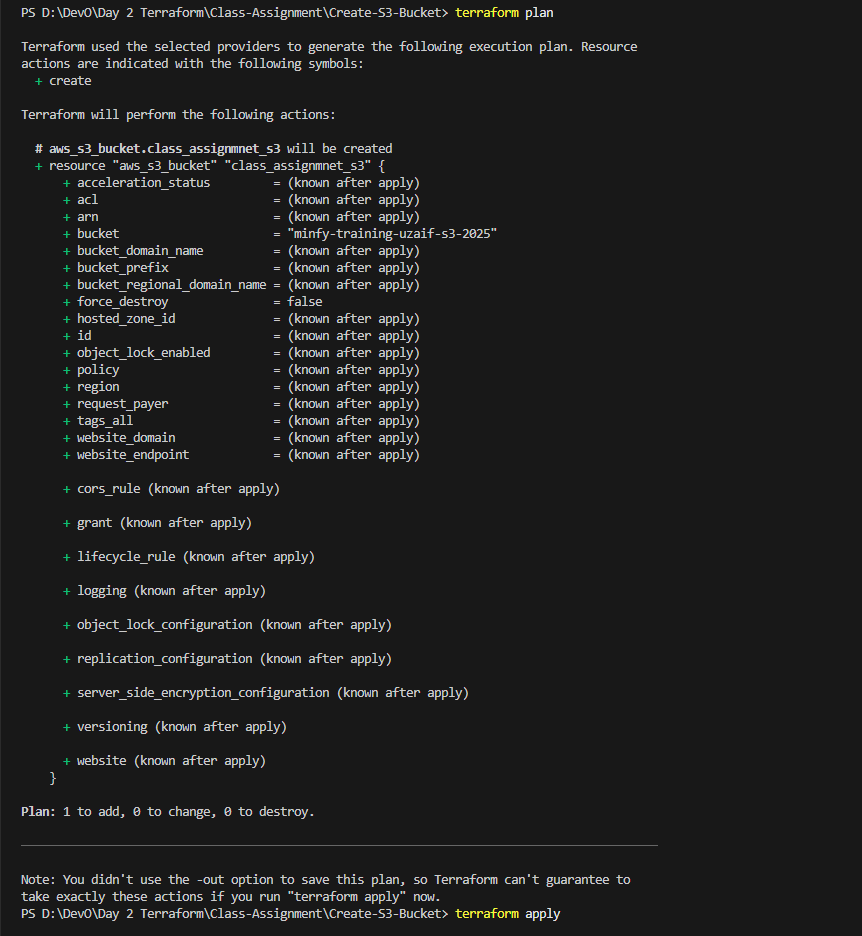 PS D:\DevO\Day 2 Terraform\Class-Assignment\Create-S3-Bucket> terraform plan
Terraform used the selected providers to generate the following execution plan. Resource
actions are indicated with the following symbols:
  + create
Terraform will perform the following actions:
  # aws_s3_bucket.class_assignmnet_s3 will be created
  + resource "aws_s3_bucket" "class_assignmnet_s3" {
      + acceleration_status         = (known after apply)
      + acl                         = (known after apply)
      + arn                         = (known after apply)
      + bucket                      = "minfy-training-uzaif-s3-2025"
      + bucket_domain_name          = (known after apply)
      + bucket_prefix               = (known after apply)
      + bucket_regional_domain_name = (known after apply)
      + force_destroy               = false
      + hosted_zone_id              = (known after apply)
      + id                          = (known after apply)
      + object_lock_enabled         = (known after apply)
      + policy                      = (known after apply)
      + region                      = (known after apply)
      + request_payer               = (known after apply)
      + tags_all                    = (known after apply)
      + website_domain              = (known after apply)
      + website_endpoint            = (known after apply)
      + cors_rule (known after apply)
      + grant (known after apply)
      + lifecycle_rule (known after apply)
      + logging (known after apply)
      + object_lock_configuration (known after apply)
      + replication_configuration (known after apply)
      + server_side_encryption_configuration (known after apply)
      + versioning (known after apply)
      + website (known after apply)
    }
Plan: 1 to add, 0 to change, 0 to destroy.
Note: You didn't use the -out option to save this plan, so Terraform can't guarantee to
take exactly these actions if you run "terraform apply" now.
PS D:\DevO\Day 2 Terraform\Class-Assignment\Create-S3-Bucket> terraform apply